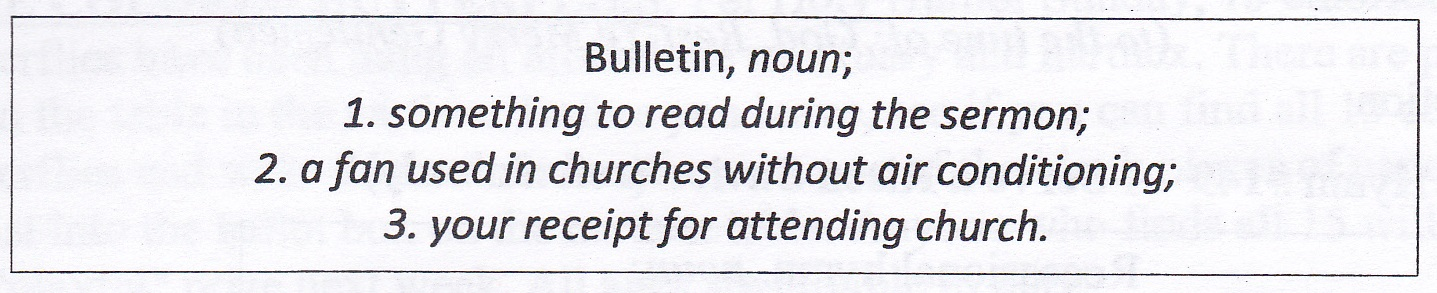 Bulletin, noun;
1. something to read during the sermon;
2. a fan used in churches without air conditioning;
3. your receipt for attending church.